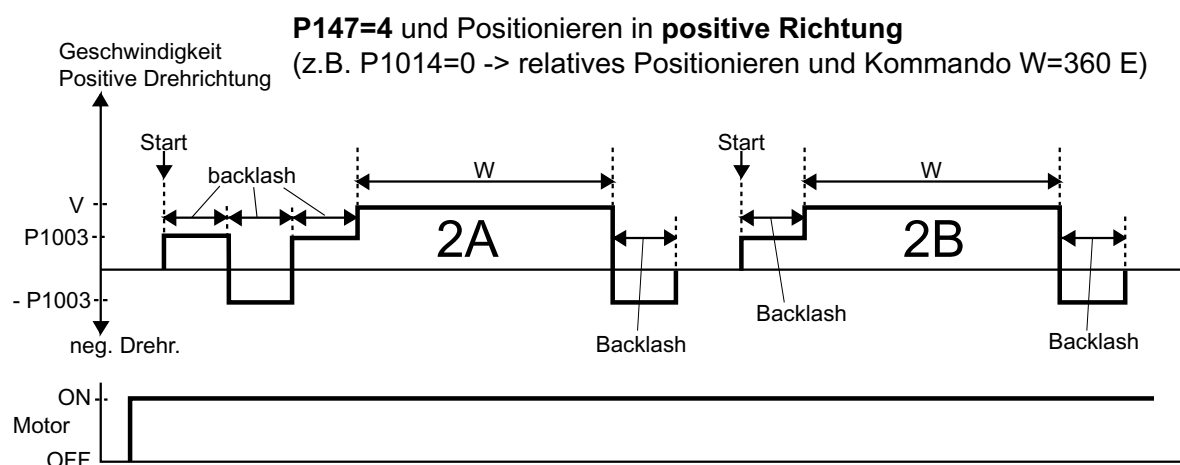 P147=4 und Positionieren in positive Richtung
(z.B. P1014=0 -> relatives Positionieren und Kommando W=360 E)
Geschwindigkeit
Positive Drehrichtung
Start
backlash
W
Start
W
V
P1003
2A
2B
- P1003
Backlash
Backlash
Backlash
neg. Drehr.
ON
Motor
OFF